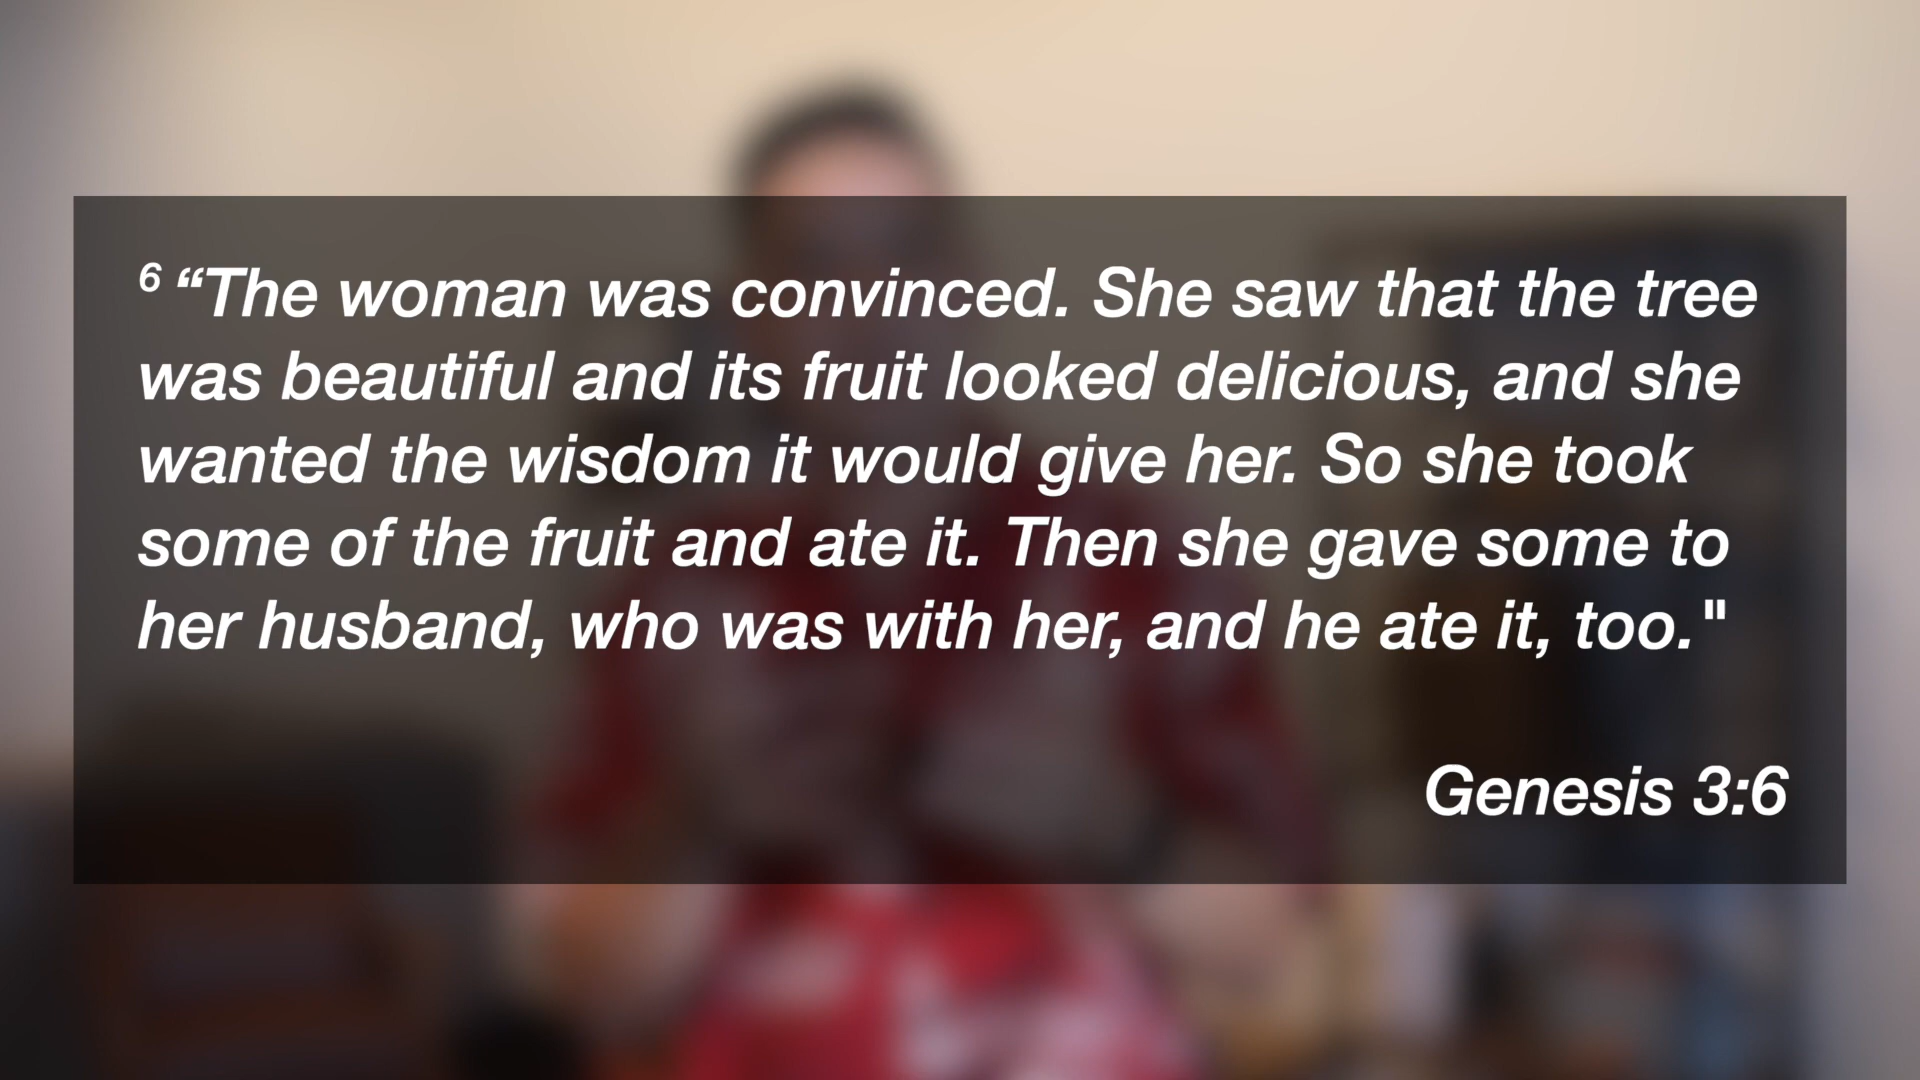 6 “The woman was convinced. She saw that the tree
was beautiful and its fruit looked delicious, and she
wanted the wisdom it would give her. So she took
some of the fruit and ate it. Then she gave some to
her husband, who was with her, and he ate it, too."
Genesis 3:6